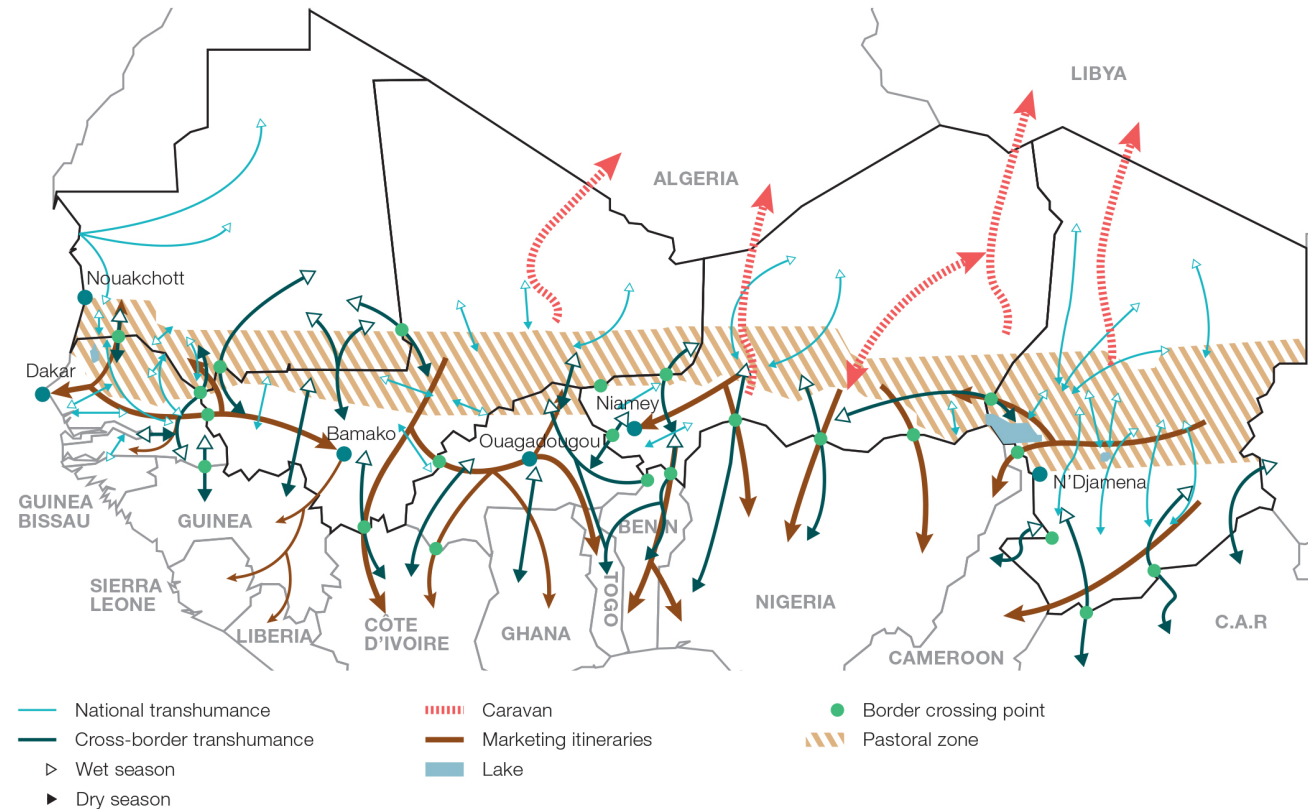 LIBYA
ALGERIA
Nouakchott
Dakar
Niamey
Bamako
Ouagadougou
N'Djamena
GUINEA
BISSAU
GUINEA
BENIN
SIERRA
LEONE
TOGO
NIGERIA
LIBERIA
CÔTE
D'IVOIRE
GHANA
C.A.R
CAMEROON
National transhumance
Caravan
Border crossing point
Cross-border transhumance
Marketing itineraries
Pastoral zone
Wet season
Lake
Dry season